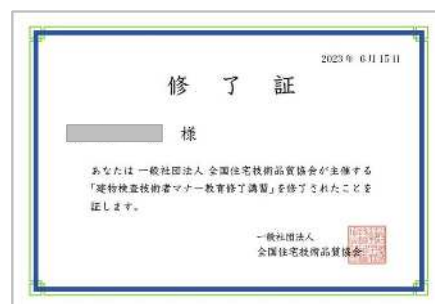 2023年 6月15日
修 了 証
様
あなたは 一般社団法人 全国住宅技術品質協会が主催する
「建物検査技術者マナー教育修了講習」を修了されたことを
証します。
一般社団法人
全国住宅技術品質協会